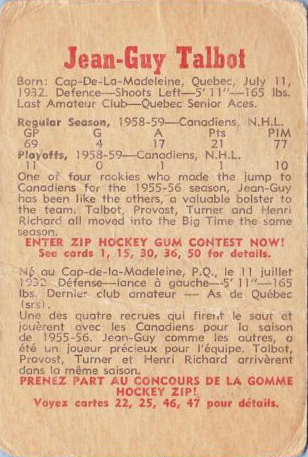 Jean-Guy Talbot
Born: Cap-De-La-Madeleine, Quebec, July 11,
1932. Defence—Shoots Left—5' 11"—165 lbs.
Last Amateur Club—Quebec Senior Aces.
Regular Season, 1958-59—Canadiens, N.H.L.
GP G A Pts PIM
69 4 17 21 77
Playoffs, 1958-59—Canadiens, N.H.L.
11 0 1 1 10
One of four rookies who made the jump to
Canadiens for the 1955-56 season, Jean-Guy
has been like the others, a valuable bolster to
the team. Talbot, Provost, Turner and Henri
Richard all moved into the Big Time the same
season.
ENTER ZIP HOCKEY GUM CONTEST NOW!
See cards 1, 15, 30, 36, 50 for details.
Né au Cap-de-la-Madeleine, P.Q., le 11 juillet
1932. Défense—lance à gauche—5' 11"—165
lbs. Dernier club amateur — As de Québec
(srs)
Une des quatre recrues qui firent le saut et
jouèrent avec les Canadiens pour la saison
de 1955-56. Jean-Guy comme les autres, a
été un joueur précieux pour l'équipe. Talbot,
Provost, Turner et Henri Richard arrivèrent
dans la même saison.
PRENEZ PART AU CONCOURS DE LA GOMME
HOCKEY ZIP!
Voyez cartes 22, 25, 46, 47 pour détails.